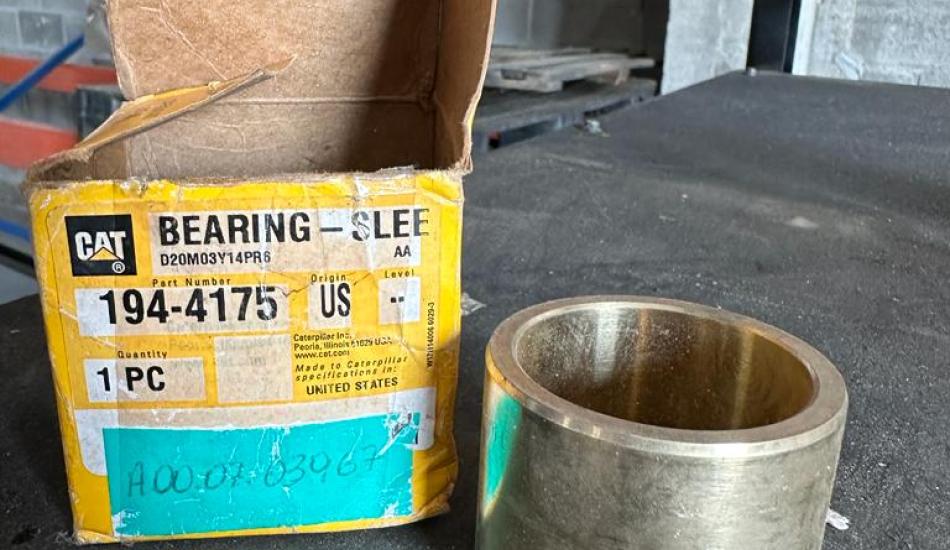 CAT®
BEARING - SLEE
D20M03Y14PR6
AA
Part Number
Origin
Level
194-4175
US
--
Quantity
1 PC
Caterpillar Inc.
Peoria, Illinois 61629 USA
www.cat.com
Made to Caterpillar
specifications in:
UNITED STATES
A00.07.03967